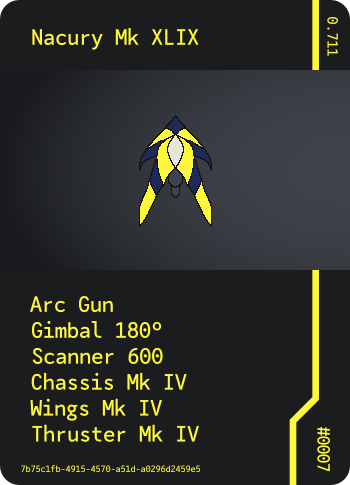 Nacury Mk XLIX
0.711
Arc Gun
Gimbal 180°
Scanner 600
Chassis Mk IV
Wings Mk IV
Thruster Mk IV
#0007
7b75c1fb-4915-4570-a51d-a0296d2459e5